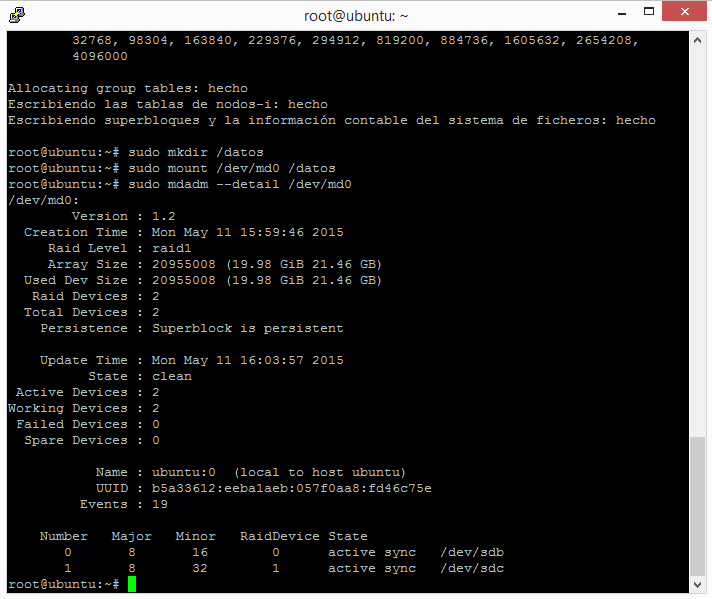 root@ubuntu: ~
32768, 98304, 163840, 229376, 294912, 819200, 884736, 1605632, 2654208,
4096000
Allocating group tables: hecho
Escribiendo las tablas de nodos-i: hecho
Escribiendo superbloques y la información contable del sistema de ficheros: hecho
root@ubuntu:~# sudo mkdir /datos
root@ubuntu:~# sudo mount /dev/md0 /datos
root@ubuntu:~# sudo mdadm --detail /dev/md0
/dev/md0:
Version : 1.2
Creation Time : Mon May 11 15:59:46 2015
Raid Level : raid1
Array Size : 20955008 (19.98 GiB 21.46 GB)
Used Dev Size : 20955008 (19.98 GiB 21.46 GB)
Raid Devices : 2
Total Devices : 2
Persistence : Superblock is persistent
Update Time : Mon May 11 16:03:57 2015
State : clean
Active Devices : 2
Working Devices : 2
Failed Devices : 0
Spare Devices : 0
Name : ubuntu:0  (local to host ubuntu)
UUID : b5a33612:eeba1aeb:057f0aa8:fd46c75e
Events : 19
Number   Major   Minor   RaidDevice State
0       8       16        0      active sync   /dev/sdb
1       8       32        1      active sync   /dev/sdc
root@ubuntu:~#